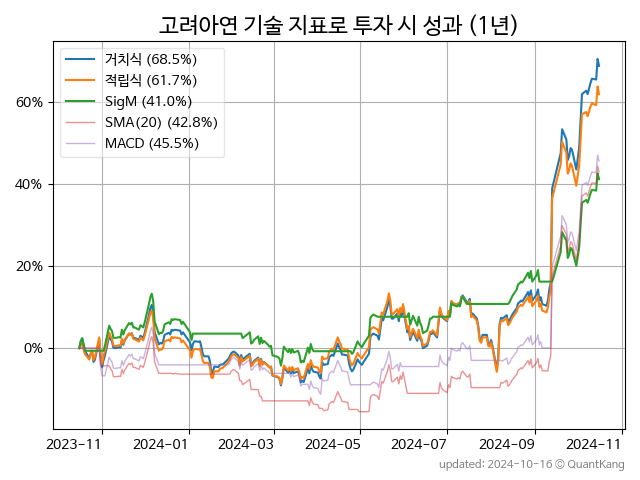 고려아연 기술 지표로 투자 시 성과 (1년)
거치식 (68.5%)
적립식 (61.7%)
SigM (41.0%)
SMA(20) (42.8%)
MACD (45.5%)
60%
40%
20%
0%
2023-11 2024-01 2024-03 2024-05 2024-07 2024-09 2024-11
updated: 2024-10-16 © QuantKang